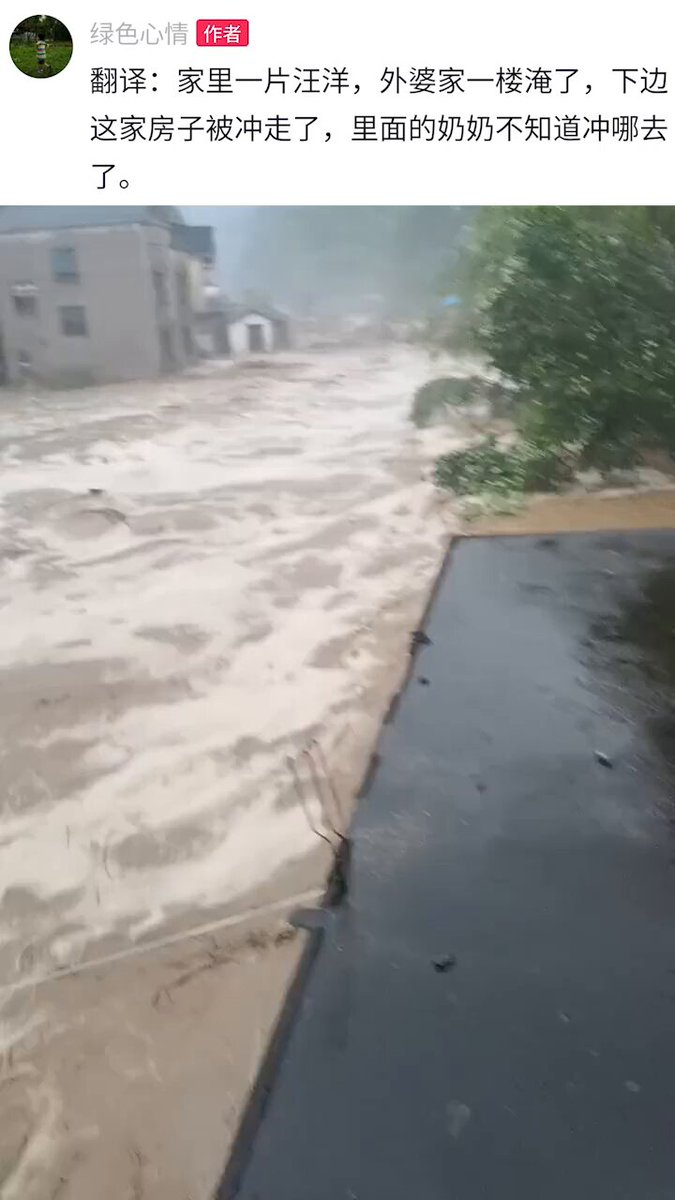 绿色心情 作者
翻译：家里一片汪洋，外婆家一楼淹了，下边
这家房子被冲走了，里面的奶奶不知道冲哪去
了。